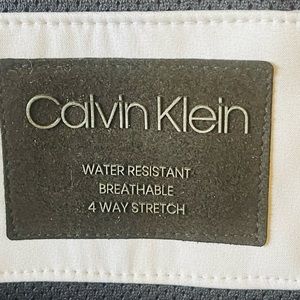 Calvin Klein
WATER RESISTANT
BREATHABLE
4 WAY STRETCH